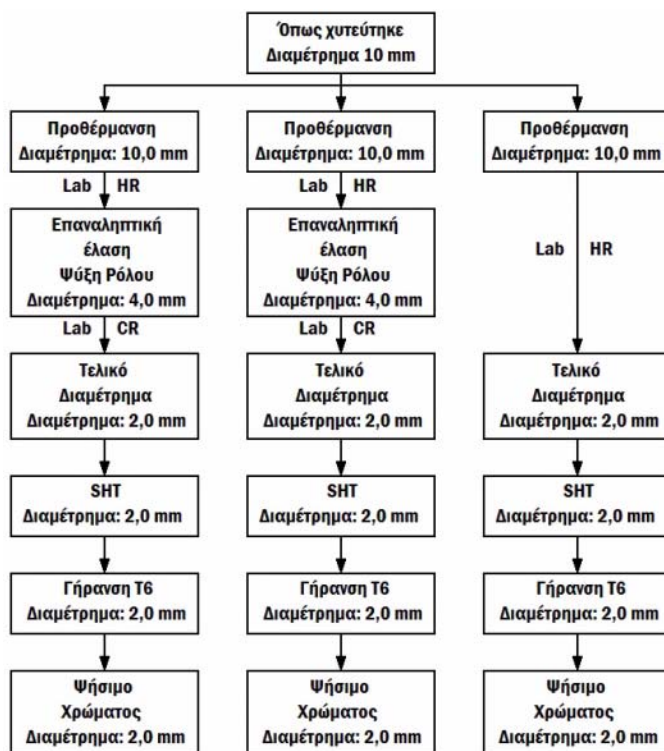 Όπως χυτεύτηκε
Διαμέτρημα 10 mm
Προθέρμανση
Διαμέτρημα: 10,0 mm
Προθέρμανση
Διαμέτρημα: 10,0 mm
Προθέρμανση
Διαμέτρημα: 10,0 mm
Lab HR
Lab HR
Lab HR
Επαναληπτική
έλαση
Ψύξη Ρόλου
Διαμέτρημα: 4,0 mm
Επαναληπτική
έλαση
Ψύξη Ρόλου
Διαμέτρημα: 4,0 mm
Lab CR
Lab CR
Τελικό
Διαμέτρημα
Διαμέτρημα: 2,0 mm
Τελικό
Διαμέτρημα
Διαμέτρημα: 2,0 mm
Τελικό
Διαμέτρημα
Διαμέτρημα: 2,0 mm
SHT
Διαμέτρημα: 2,0 mm
SHT
Διαμέτρημα: 2,0 mm
SHT
Διαμέτρημα: 2,0 mm
Γήρανση T6
Διαμέτρημα: 2,0 mm
Γήρανση T6
Διαμέτρημα: 2,0 mm
Γήρανση T6
Διαμέτρημα: 2,0 mm
Ψήσιμο
Χρώματος
Διαμέτρημα: 2,0 mm
Ψήσιμο
Χρώματος
Διαμέτρημα: 2,0 mm
Ψήσιμο
Χρώματος
Διαμέτρημα: 2,0 mm